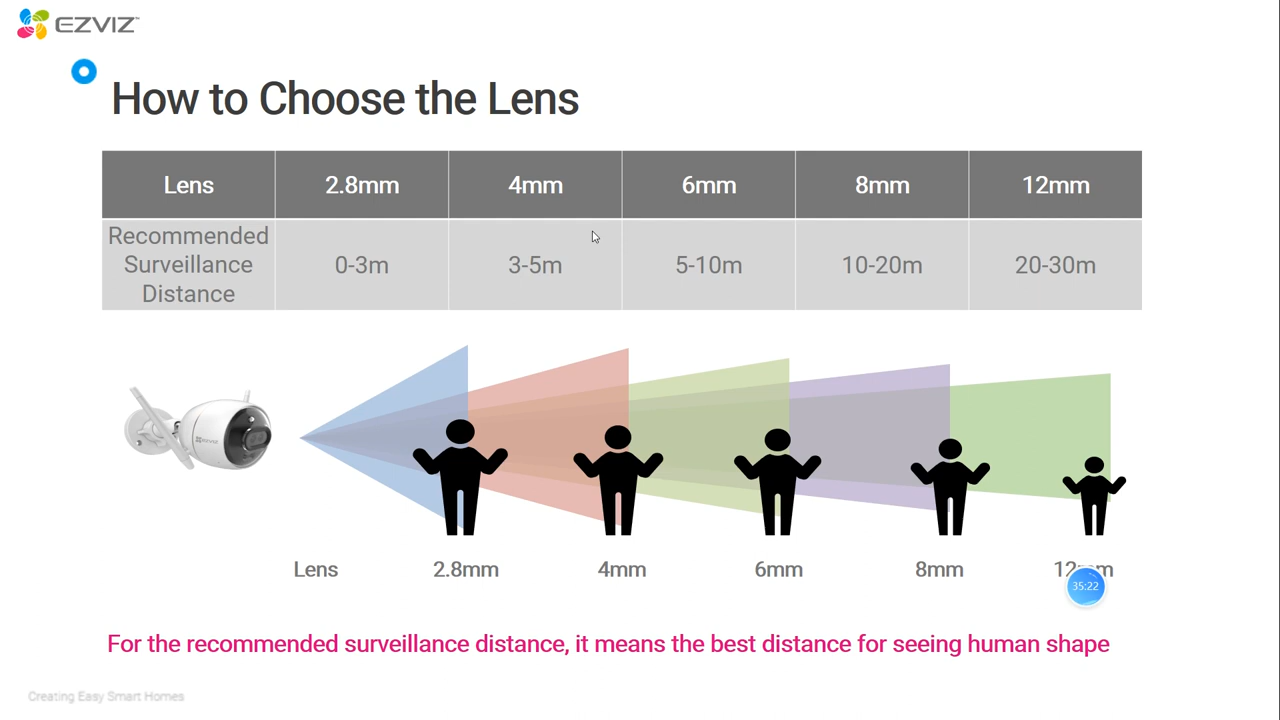 EZVIZ
How to Choose the Lens
Lens 2.8mm 4mm 6mm 8mm 12mm
Recommended Surveillance Distance 0-3m 3-5m 5-10m 10-20m 20-30m
EZVIZ
Lens 2.8mm 4mm 6mm 8mm 12mm
35:22
For the recommended surveillance distance, it means the best distance for seeing human shape
Creating Easy Smart Homes